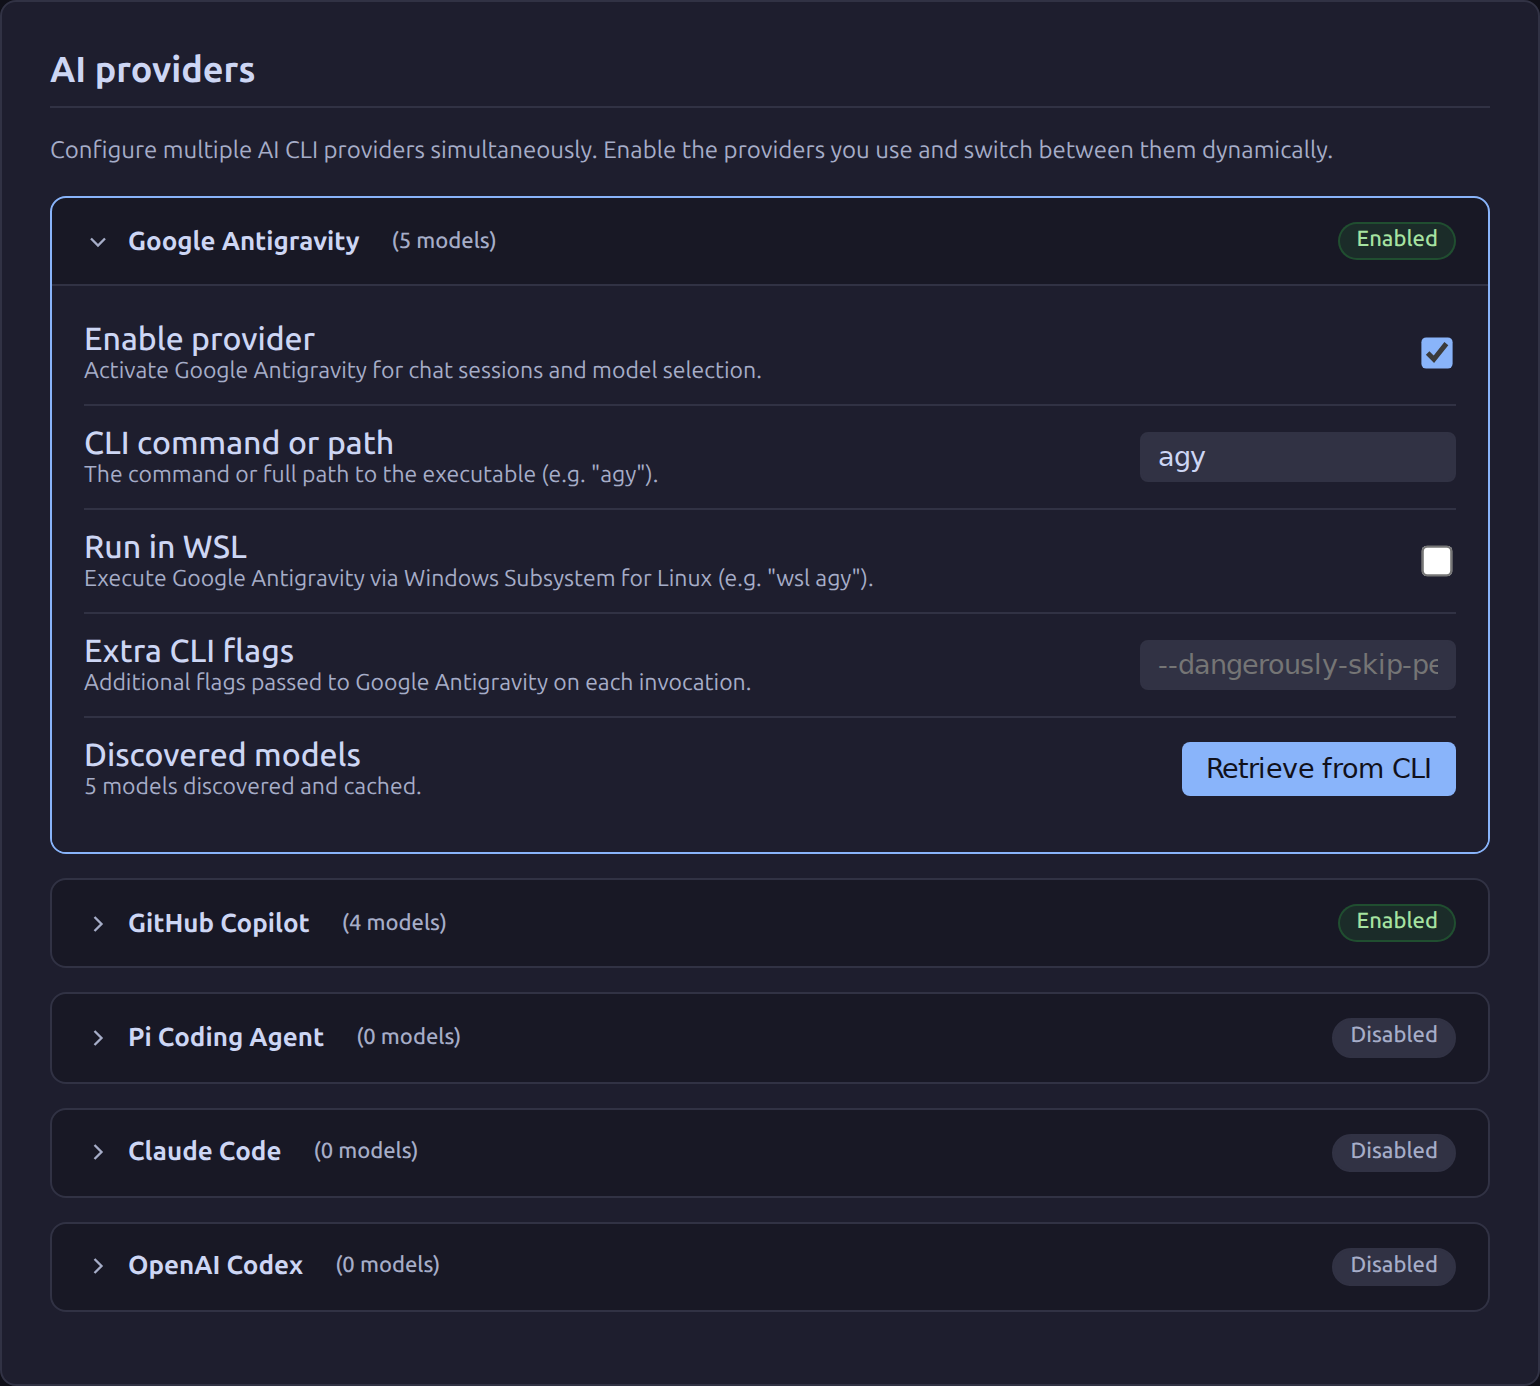 AI providers
Configure multiple AI CLI providers simultaneously. Enable the providers you use and switch between them dynamically.
Google Antigravity (5 models) Enabled
Enable provider
Activate Google Antigravity for chat sessions and model selection.
CLI command or path
The command or full path to the executable (e.g. "agy").
agy
Run in WSL
Execute Google Antigravity via Windows Subsystem for Linux (e.g. "wsl agy").
Extra CLI flags
Additional flags passed to Google Antigravity on each invocation.
--dangerously-skip-pe
Discovered models
5 models discovered and cached.
Retrieve from CLI
GitHub Copilot (4 models) Enabled
Pi Coding Agent (0 models) Disabled
Claude Code (0 models) Disabled
OpenAI Codex (0 models) Disabled